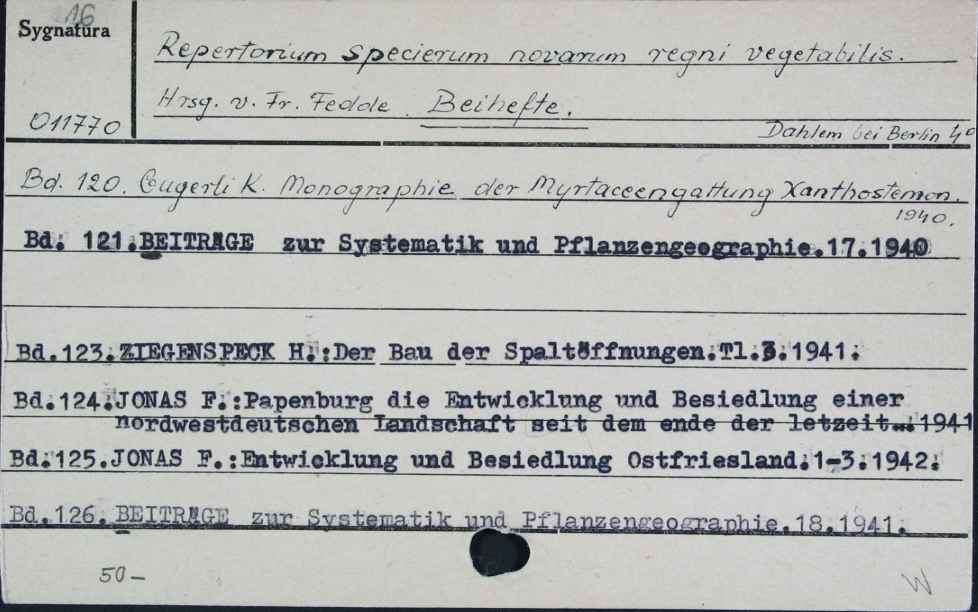 16
Sygnatura
Repertorium specierum novarum regni vegetabilis.
Hrsg. v. Fr. Fedde. Beihefte.
011770
Dahlem bei Berlin 4°
Bd. 120. Gugerli K. Monographie der Myrtaceengattung Xanthostemon.
1940.
Bd. 121.BEITRÄGE zur Systematik und Pflanzengeographie.17.1940
Bd.123.ZIEGENSPECK H.:Der Bau der Spaltöffnungen.Tl.3.1941.
Bd.124.JONAS F.:Papenburg die Entwicklung und Besiedlung einer
nordwestdeutschen Landschaft seit dem ende der letzeit...1941
Bd.125.JONAS F.:Entwicklung und Besiedlung Ostfriesland.1-3.1942.
Bd.126. BEITRÄGE zur Systematik und Pflanzengeographie.18.1941.
50-
W